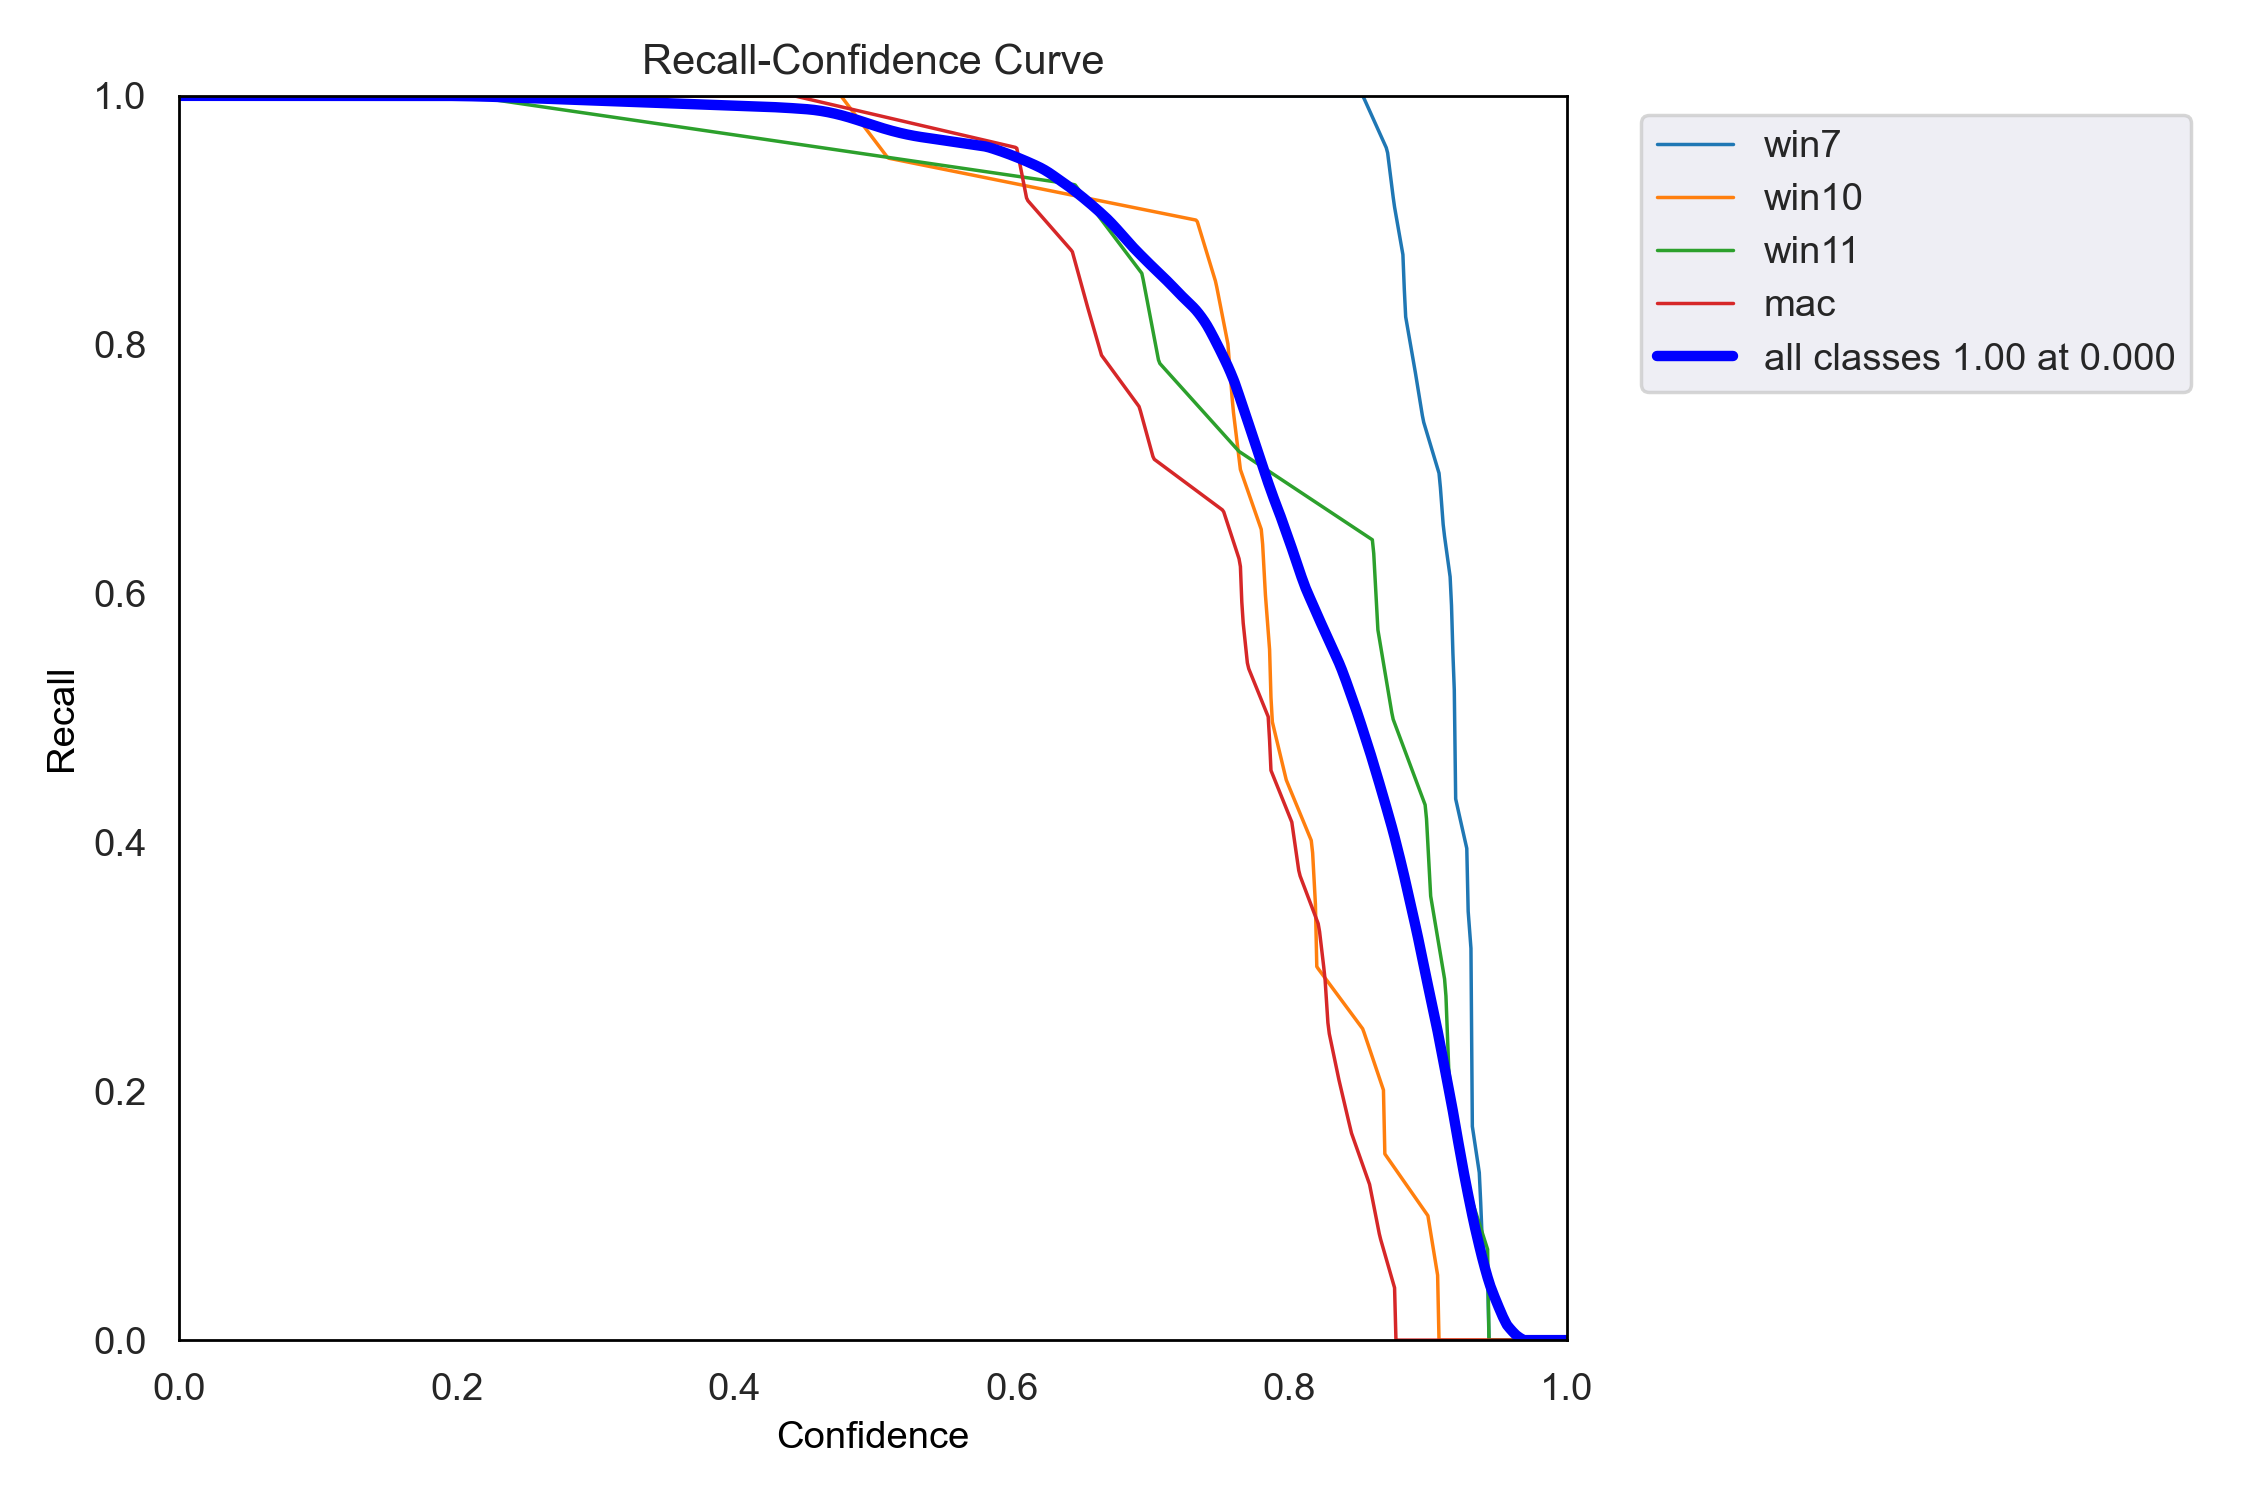 Recall-Confidence Curve
1.0
0.8
0.6
0.4
0.2
0.0
Recall
0.0 0.2 0.4 0.6 0.8 1.0
Confidence
win7
win10
win11
mac
all classes 1.00 at 0.000